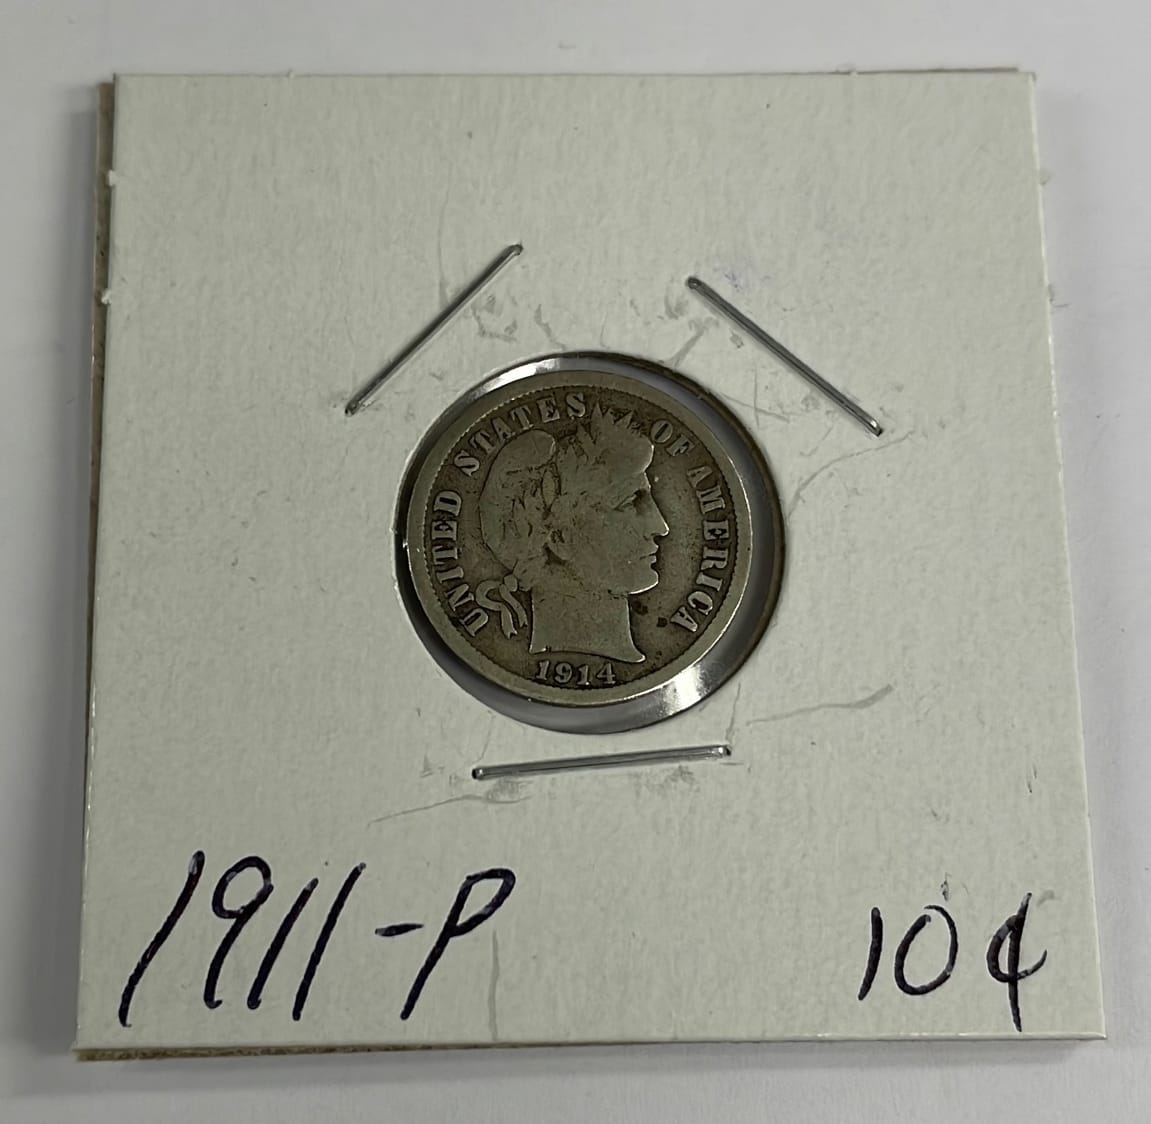 UNITED STATES OF AMERICA
1914
1911-P 10¢